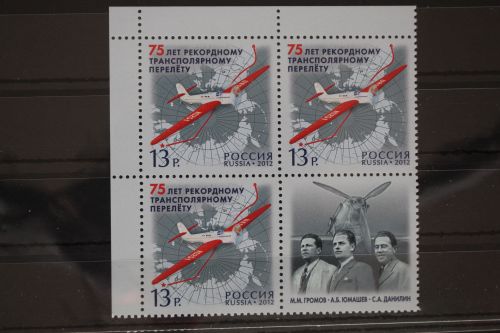 75 ЛЕТ РЕКОРДНОМУ
ТРАНСПОЛЯРНОМУ
ПЕРЕЛЁТУ
13 Р.
РОССИЯ
RUSSIA • 2012
75 ЛЕТ РЕКОРДНОМУ
ТРАНСПОЛЯРНОМУ
ПЕРЕЛЁТУ
13 Р.
РОССИЯ
RUSSIA • 2012
75 ЛЕТ РЕКОРДНОМУ
ТРАНСПОЛЯРНОМУ
ПЕРЕЛЁТУ
13 Р.
РОССИЯ
RUSSIA • 2012
М.М. ГРОМОВ • А.Б. ЮМАШЕВ • С.А. ДАНИЛИН